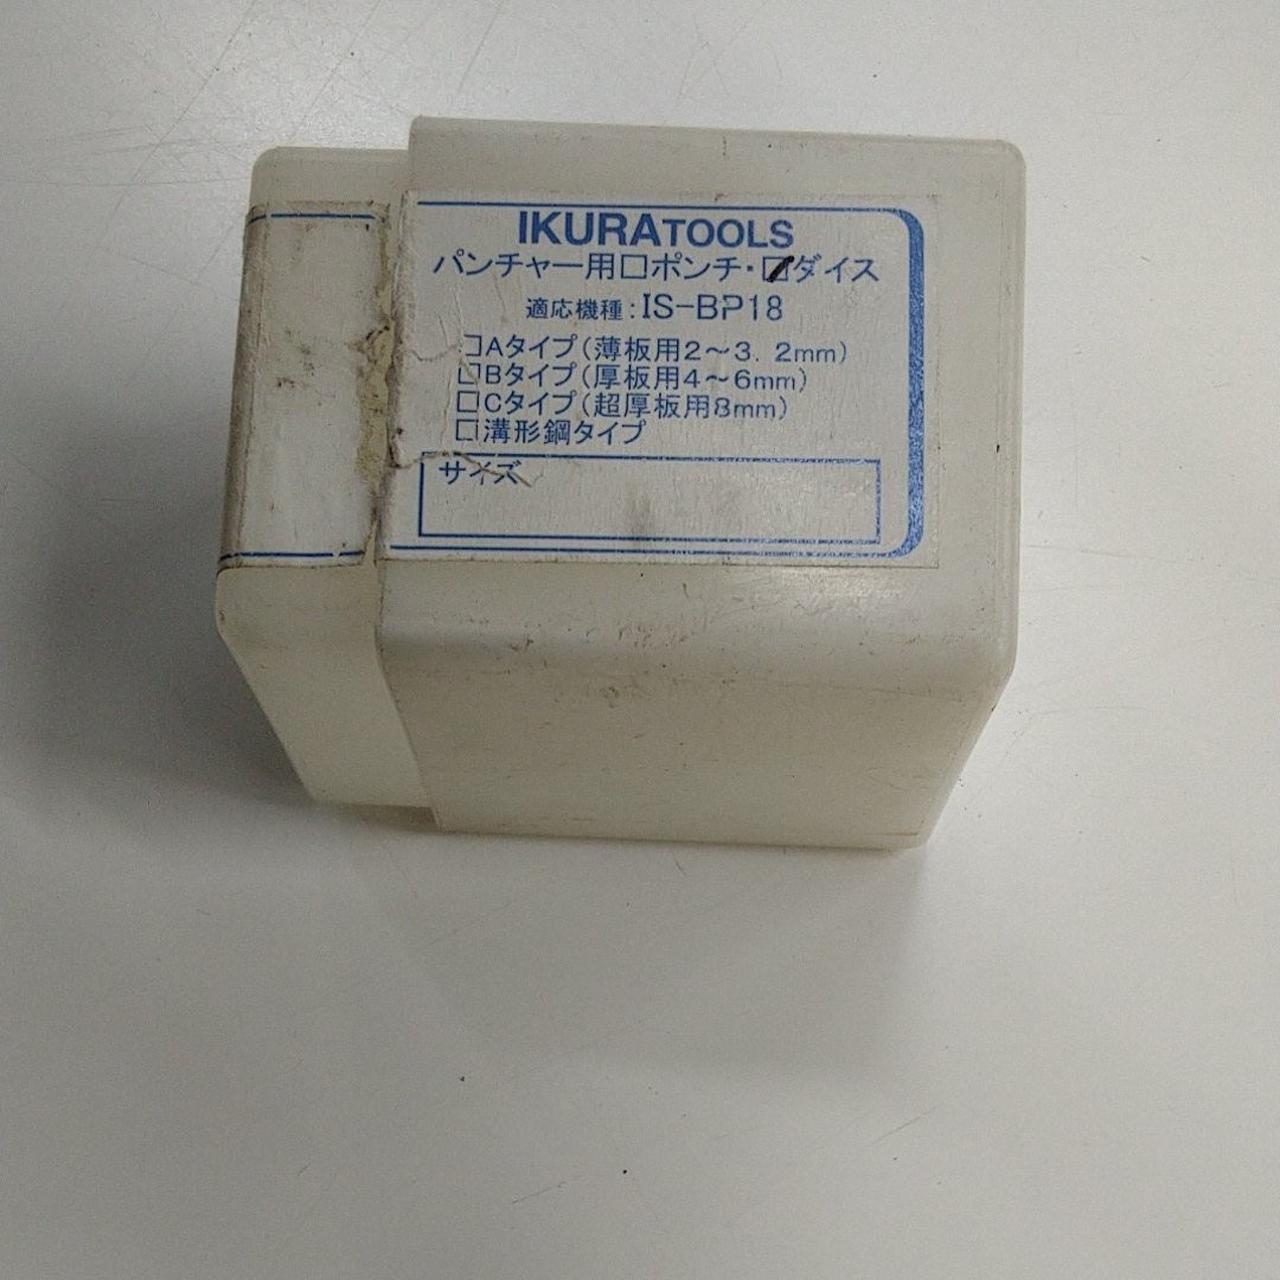 IKURATOOLS
パンチャー用□ポンチ・☑ダイス
適応機種：IS-BP18
□Aタイプ（薄板用2～3．2mm）
□Bタイプ（厚板用4～6mm）
□Cタイプ（超厚板用8mm）
□溝形鋼タイプ
サイズ